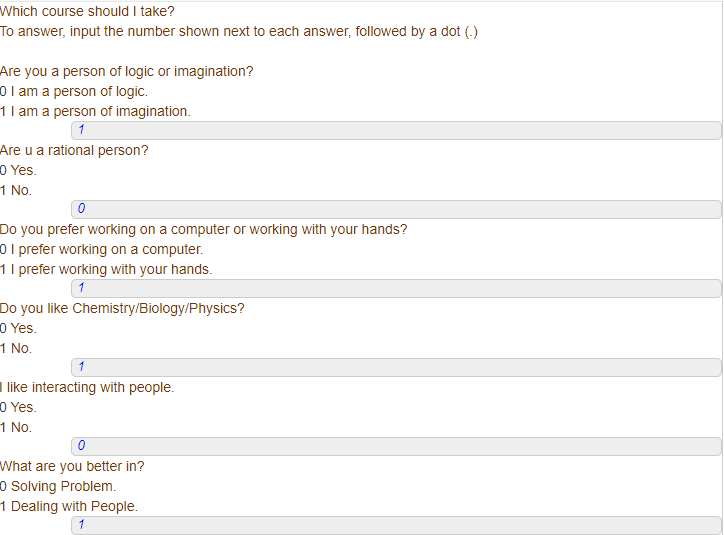 Which course should I take?
To answer, input the number shown next to each answer, followed by a dot (.)
Are you a person of logic or imagination?
0 I am a person of logic.
1 I am a person of imagination.
1
Are u a rational person?
0 Yes.
1 No.
0
Do you prefer working on a computer or working with your hands?
0 I prefer working on a computer.
1 I prefer working with your hands.
1
Do you like Chemistry/Biology/Physics?
0 Yes.
1 No.
1
I like interacting with people.
0 Yes.
1 No.
0
What are you better in?
0 Solving Problem.
1 Dealing with People.
1